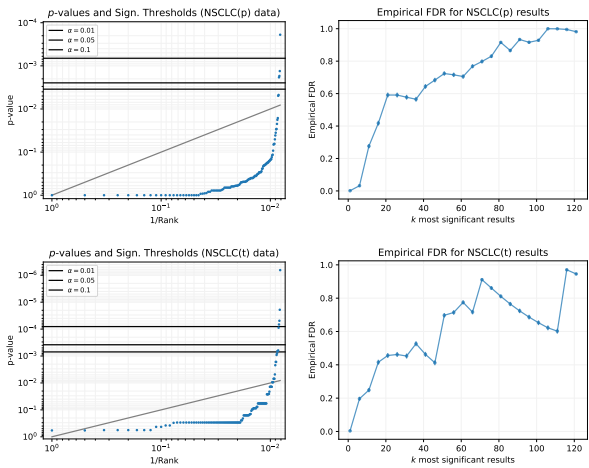 p-values and Sign. Thresholds (NSCLC(p) data)
α = 0.01
α = 0.05
α = 0.1
10⁻⁴
10⁻³
10⁻²
10⁻¹
10⁰
p-value
10⁰
10⁻¹
10⁻²
1/Rank
Empirical FDR for NSCLC(p) results
1.0
0.8
0.6
0.4
0.2
0.0
Empirical FDR
0
20
40
60
80
100
120
k most significant results
p-values and Sign. Thresholds (NSCLC(t) data)
α = 0.01
α = 0.05
α = 0.1
10⁻⁶
10⁻⁵
10⁻⁴
10⁻³
10⁻²
10⁻¹
10⁰
p-value
10⁰
10⁻¹
10⁻²
1/Rank
Empirical FDR for NSCLC(t) results
1.0
0.8
0.6
0.4
0.2
0.0
Empirical FDR
0
20
40
60
80
100
120
k most significant results